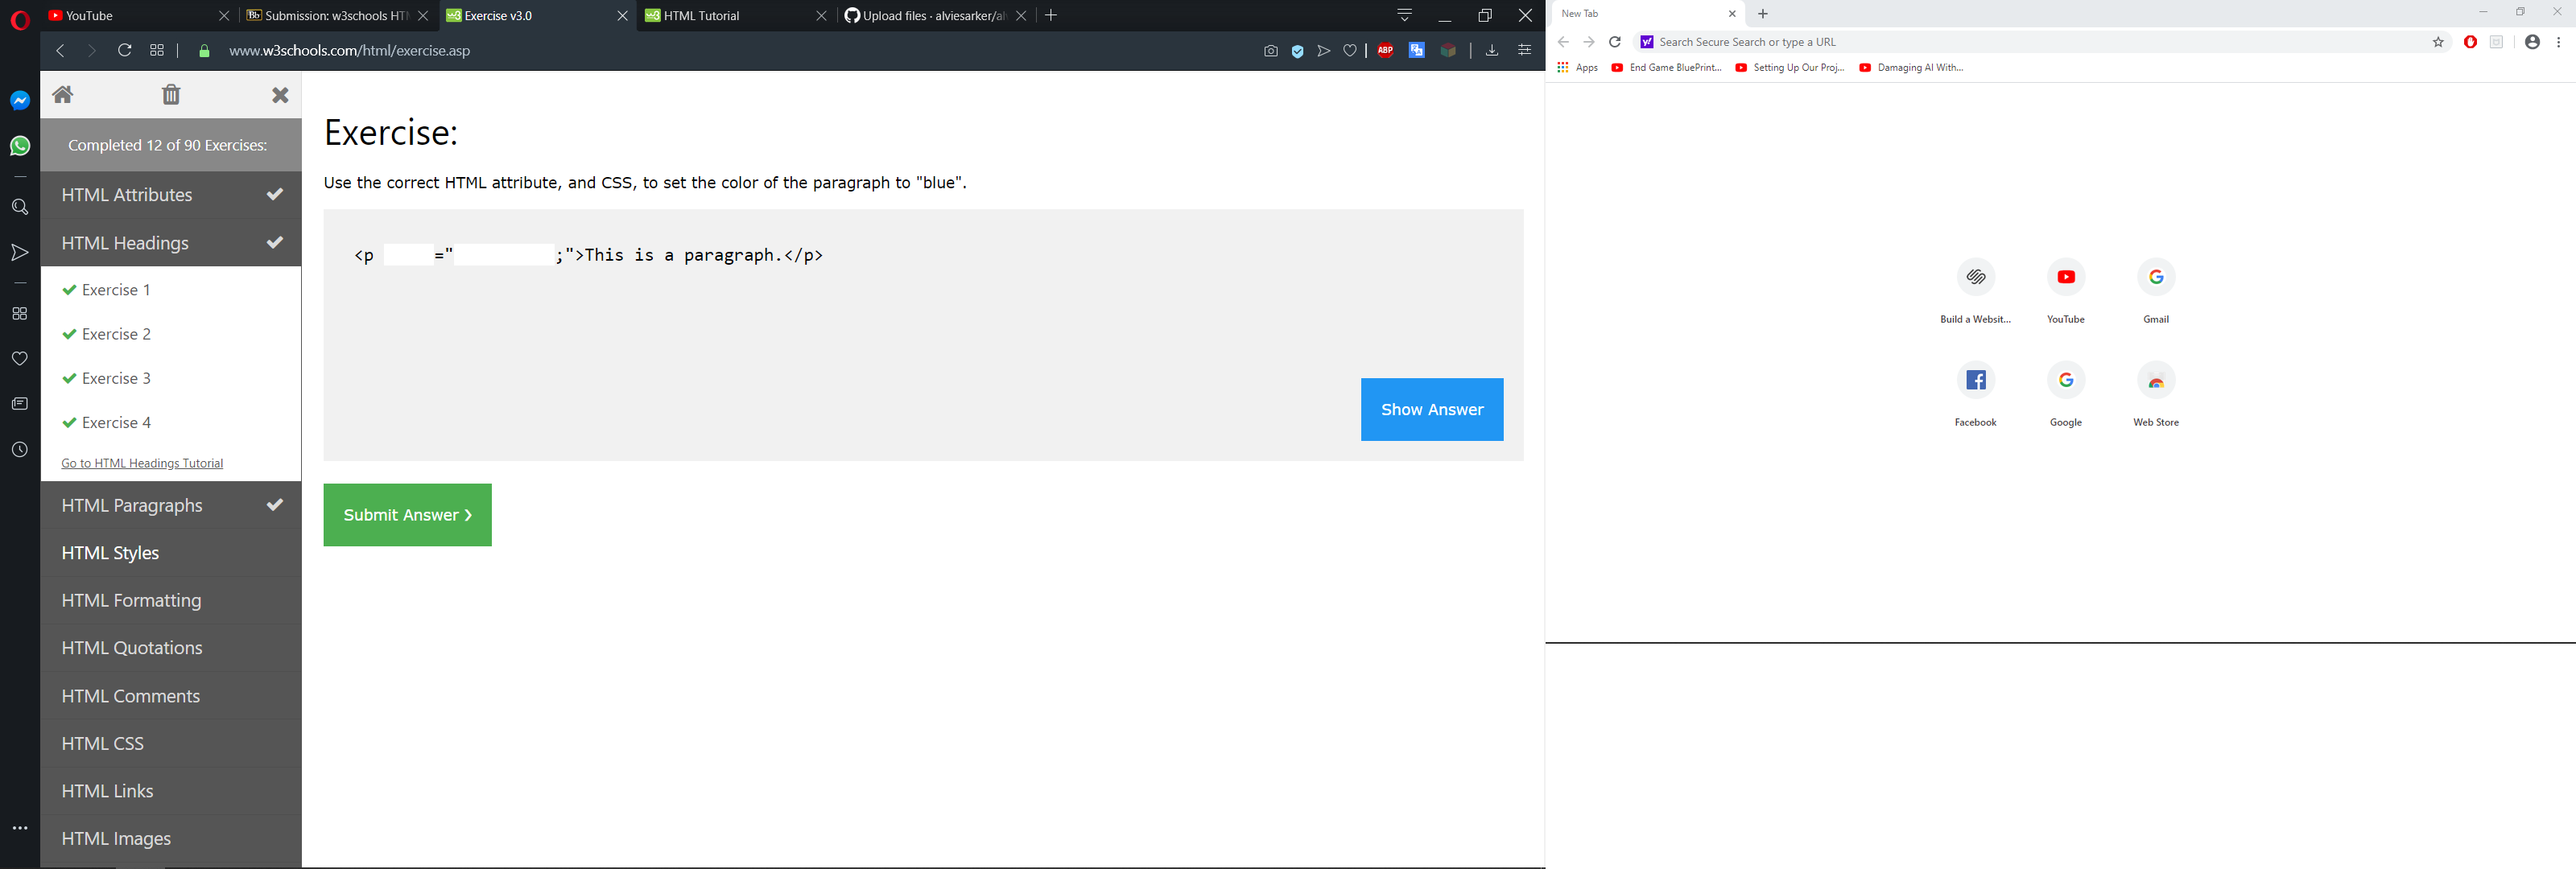 YouTube
Submission: w3schools HTM
Exercise v3.0
HTML Tutorial
Upload files · alviesarker/al
www.w3schools.com/html/exercise.asp
ABP
Completed 12 of 90 Exercises:
HTML Attributes
HTML Headings
Exercise 1
Exercise 2
Exercise 3
Exercise 4
Go to HTML Headings Tutorial
HTML Paragraphs
HTML Styles
HTML Formatting
HTML Quotations
HTML Comments
HTML CSS
HTML Links
HTML Images
Exercise:
Use the correct HTML attribute, and CSS, to set the color of the paragraph to "blue".
<p      ="          ;">This is a paragraph.</p>
Show Answer
Submit Answer ❯
New Tab
Search Secure Search or type a URL
Apps
End Game BluePrint...
Setting Up Our Proj...
Damaging AI With...
Build a Websit...
YouTube
Gmail
Facebook
Google
Web Store